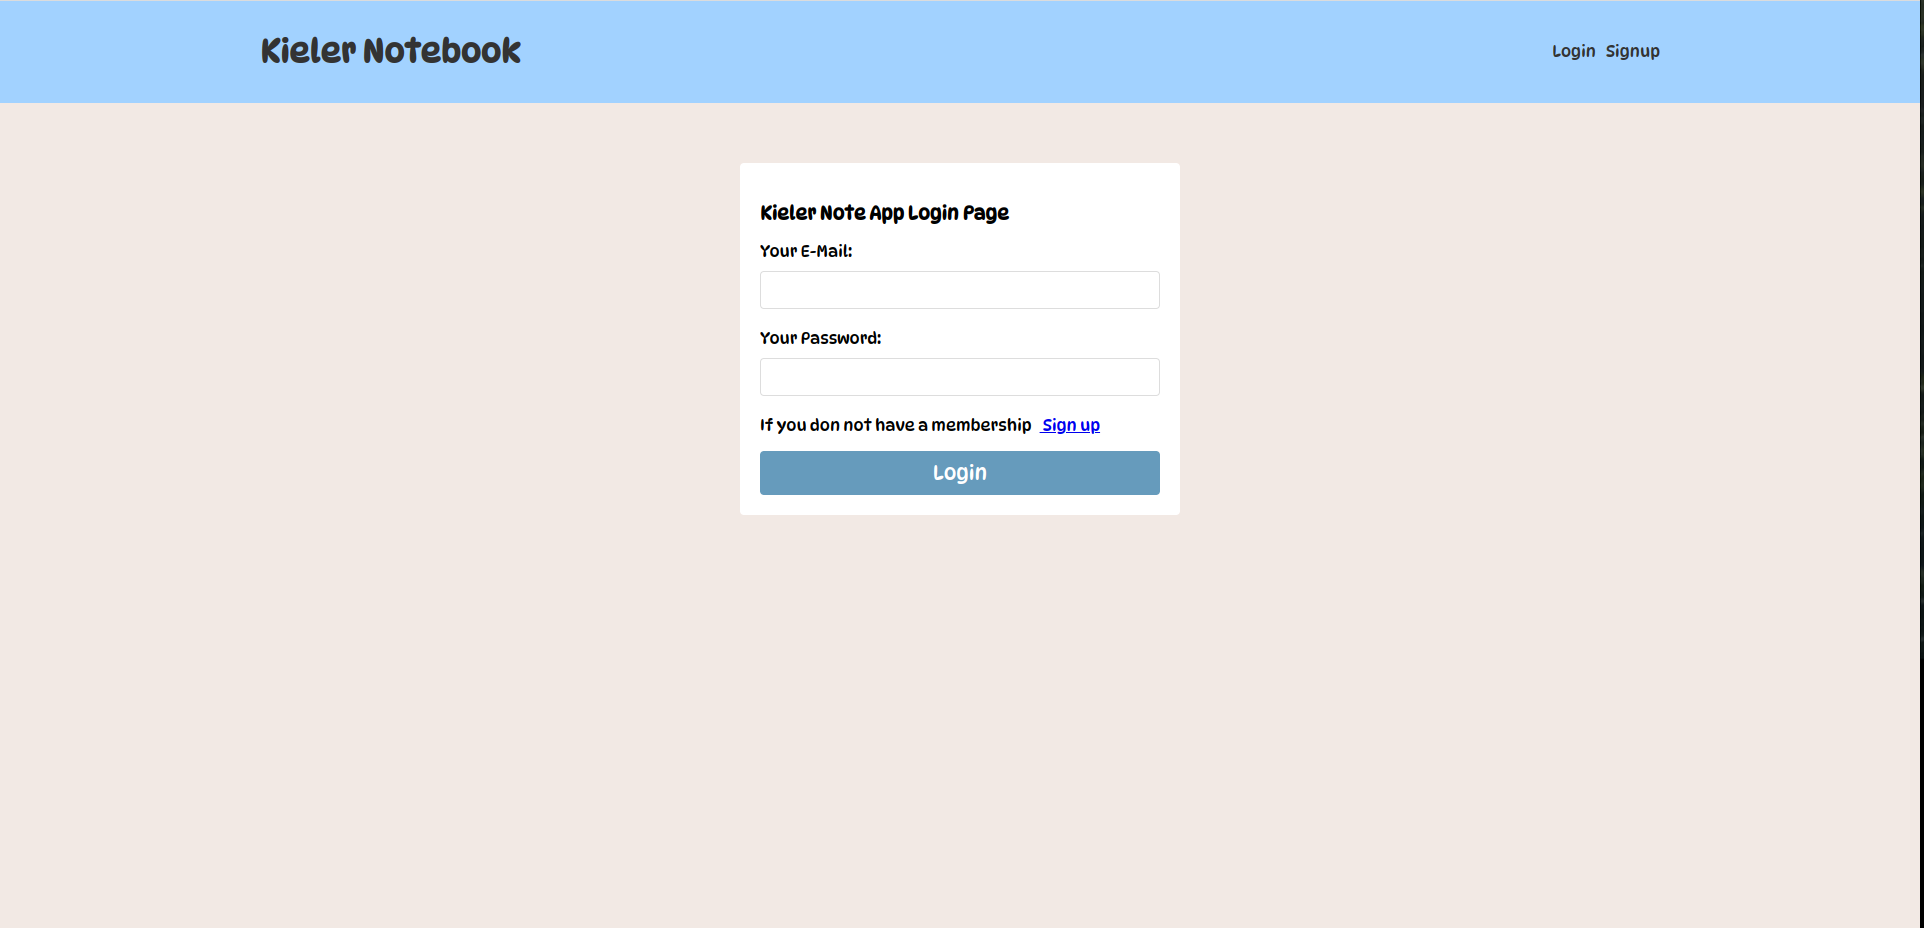 Kieler Notebook
Login Signup
Kieler Note App Login Page
Your E-Mail:
Your Password:
If you don not have a membership Sign up
Login